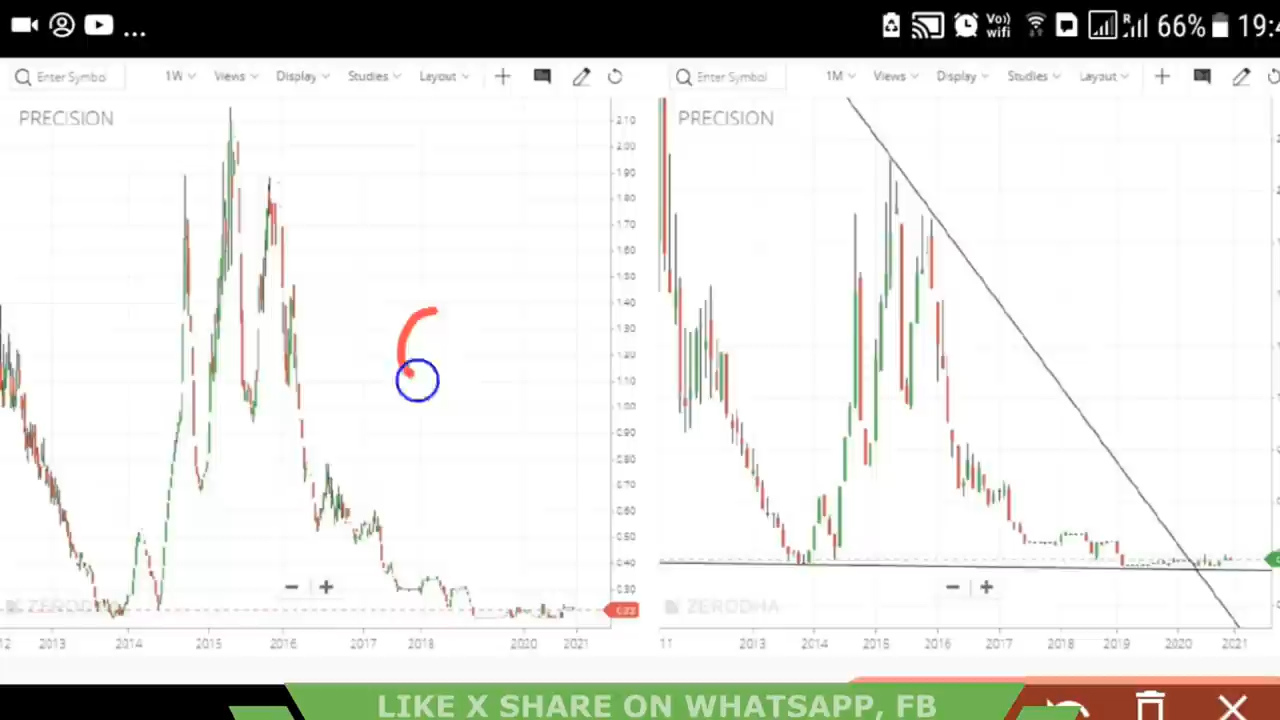 ... Vo)) wifi R 66% 19:4
Enter Symbol 1W Views Display Studies Layout
Enter Symbol 1M Views Display Studies Layout
PRECISION
PRECISION
2.10
2.00
1.90
1.80
1.70
1.60
1.50
1.40
1.30
1.20
1.10
1.00
0.90
0.80
0.70
0.60
0.50
0.40
0.30
ZERODHA
2013 2014 2015 2016 2017 2018 2020 2021
11 2013 2014 2015 2016 2017 2018 2019 2020 2021
LIKE X SHARE ON WHATSAPP, FB